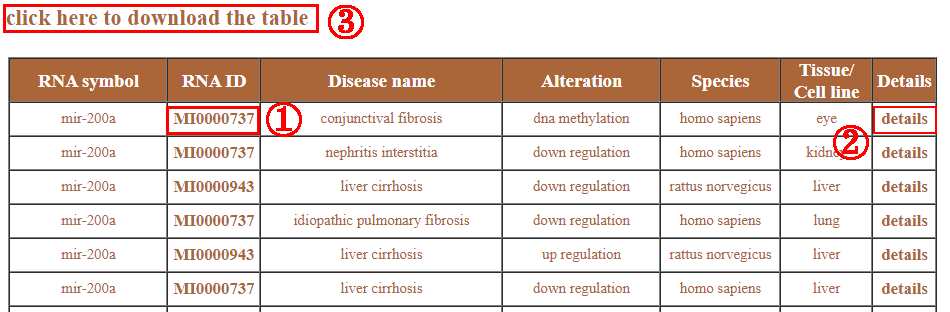 click here to download the table ③
RNA symbol RNA ID Disease name Alteration Species Tissue/ Cell line Details
mir-200a MI0000737 ① conjunctival fibrosis dna methylation homo sapiens eye details
mir-200a MI0000737 nephritis interstitia down regulation homo sapiens kidney ② details
mir-200a MI0000943 liver cirrhosis down regulation rattus norvegicus liver details
mir-200a MI0000737 idiopathic pulmonary fibrosis down regulation homo sapiens lung details
mir-200a MI0000943 liver cirrhosis up regulation rattus norvegicus liver details
mir-200a MI0000737 liver cirrhosis down regulation homo sapiens liver details